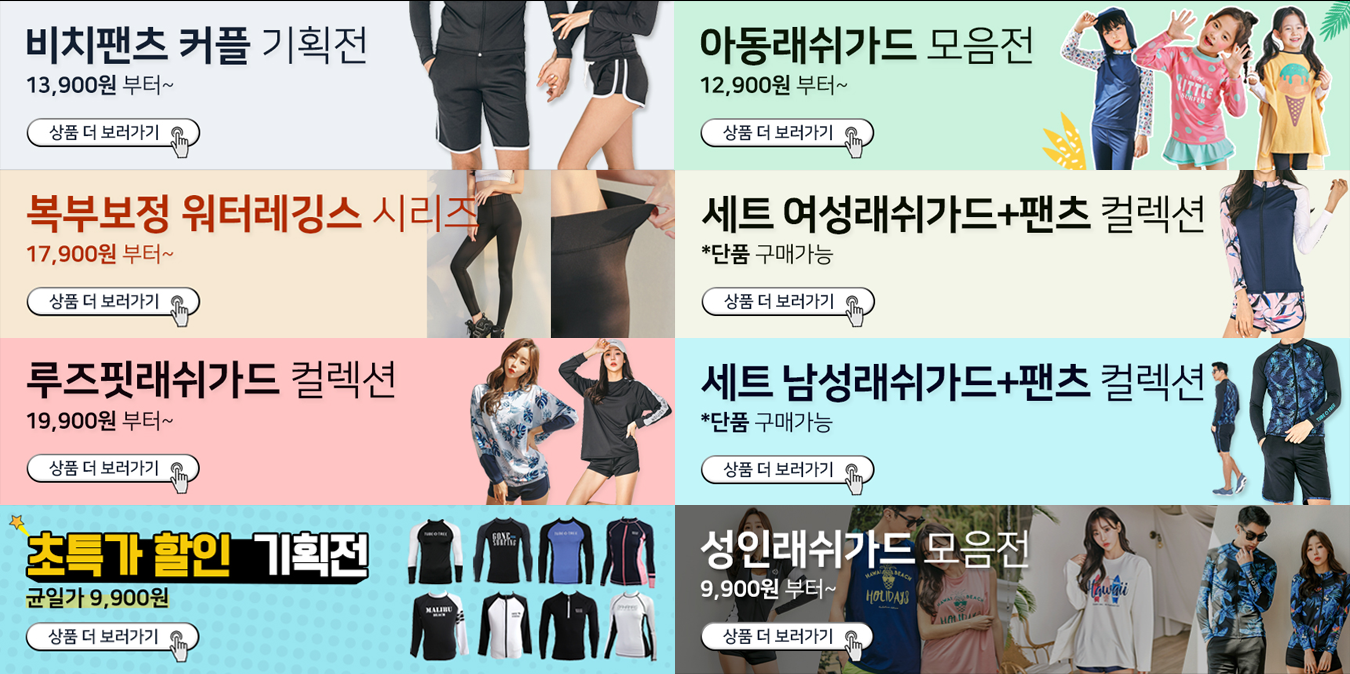 비치팬츠 커플 기획전
13,900원 부터~
상품 더 보러가기
아동래쉬가드 모음전
12,900원 부터~
상품 더 보러가기
복부보정 워터레깅스 시리즈
17,900원 부터~
상품 더 보러가기
세트 여성래쉬가드+팬츠 컬렉션
*단품 구매가능
상품 더 보러가기
루즈핏래쉬가드 컬렉션
19,900원 부터~
상품 더 보러가기
세트 남성래쉬가드+팬츠 컬렉션
*단품 구매가능
상품 더 보러가기
초특가 할인 기획전
균일가 9,900원
상품 더 보러가기
GONE
SURFING
MALIBU
BEACH
성인래쉬가드 모음전
9,900원 부터~
상품 더 보러가기
HAWAII BEACH
HOLIDAYS
Hawaii